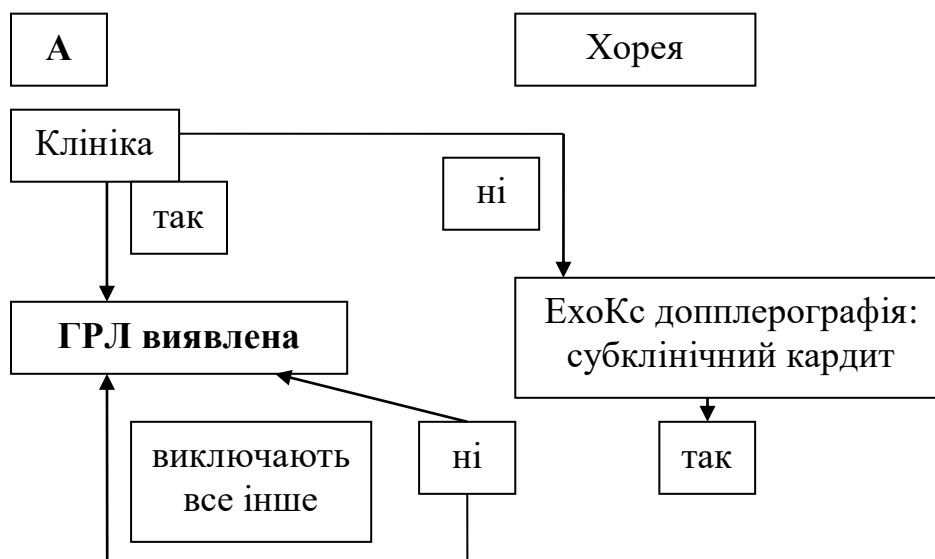 А
Хорея
Клініка
так
ні
ГРЛ виявлена
ЕхоКс допплерографія:
субклінічний кардит
виключають
все інше
ні
так